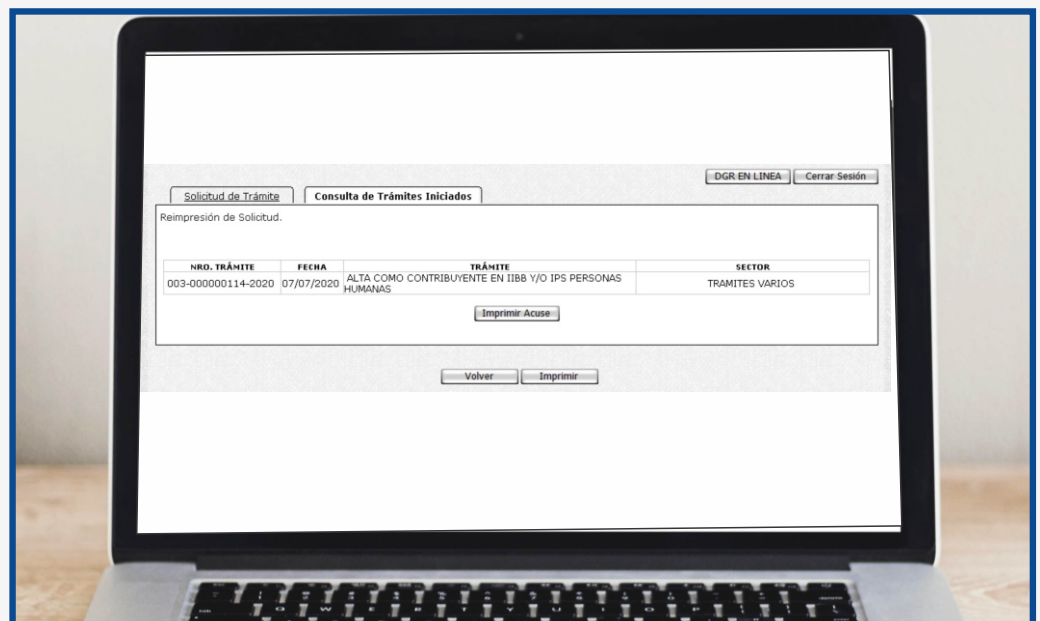 DGR EN LINEA Cerrar Sesión
Solicitud de Trámite Consulta de Trámites Iniciados
Reimpresión de Solicitud.
NRO. TRÁMITE FECHA TRÁMITE SECTOR
003-000000114-2020 07/07/2020 ALTA COMO CONTRIBUYENTE EN IIBB Y/O IPS PERSONAS HUMANAS TRAMITES VARIOS
Imprimir Acuse
Volver Imprimir
tab Q W E R T Y U I O P